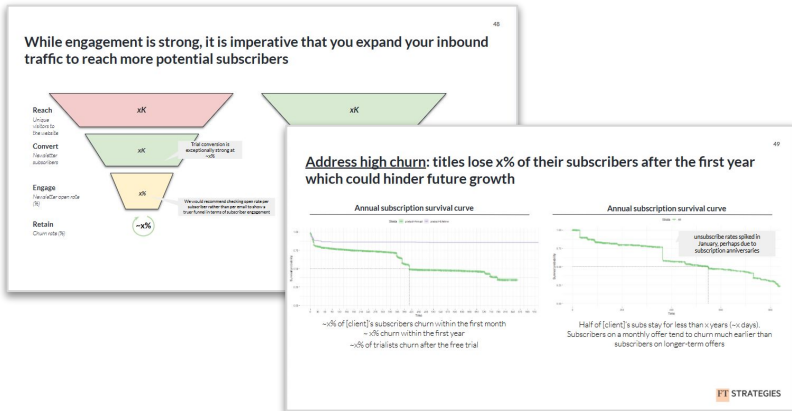 48
While engagement is strong, it is imperative that you expand your inbound
traffic to reach more potential subscribers
Reach
Unique
visitors to
the website
xK
xK
Convert
Newsletter
subscribers
xK
Trial conversion is
exceptionally strong at
~x%
Engage
Newsletter open rate
(%)
x%
We would recommend checking open rate per
subscriber rather than per email to show a
truer funnel in terms of subscriber engagement
Retain
Churn rate (%)
~x%
49
Address high churn: titles lose x% of their subscribers after the first year
which could hinder future growth
Annual subscription survival curve
~x% of [client]'s subscribers churn within the first month
~ x% churn within the first year
~x% of trialists churn after the free trial
Annual subscription survival curve
unsubscribe rates spiked in
January, perhaps due to
subscription anniversaries
Time
Half of [client]'s subs stay for less than x years (~x days).
Subscribers on a monthly offer tend to churn much earlier than
subscribers on longer-term offers
FT STRATEGIES